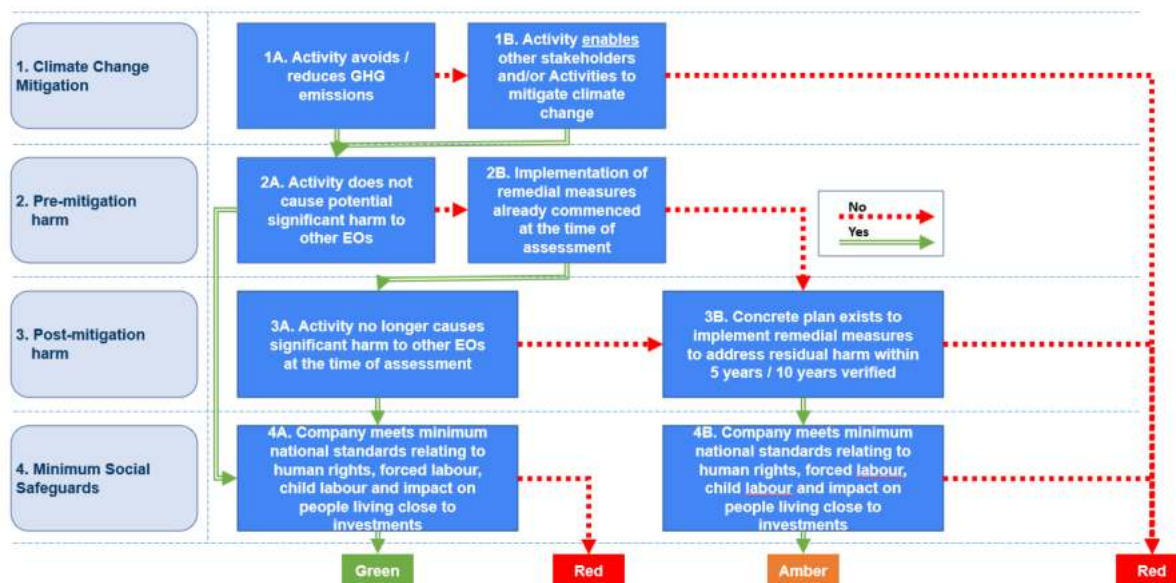 1. Climate Change
Mitigation
1A. Activity avoids /
reduces GHG
emissions
1B. Activity enables
other stakeholders
and/or Activities to
mitigate climate
change
2. Pre-mitigation
harm
2A. Activity does not
cause potential
significant harm to
other EOs
2B. Implementation of
remedial measures
already commenced
at the time of
assessment
No
Yes
3. Post-mitigation
harm
3A. Activity no longer causes
significant harm to other EOs
at the time of assessment
3B. Concrete plan exists to
implement remedial measures
to address residual harm within
5 years / 10 years verified
4. Minimum Social
Safeguards
4A. Company meets minimum
national standards relating to
human rights, forced labour,
child labour and impact on
people living close to
investments
4B. Company meets minimum
national standards relating to
human rights, forced labour,
child labour and impact on
people living close to
investments
Green
Red
Amber
Red